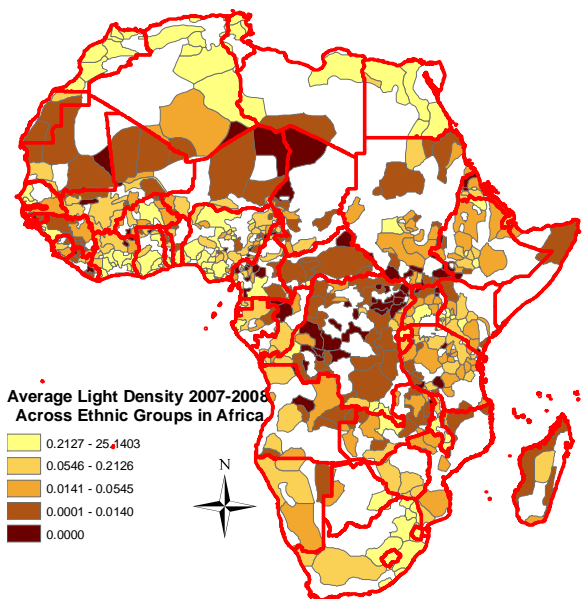 Average Light Density 2007-2008
Across Ethnic Groups in Africa
0.2127 - 25.1403
0.0546 - 0.2126
0.0141 - 0.0545
0.0001 - 0.0140
0.0000
N